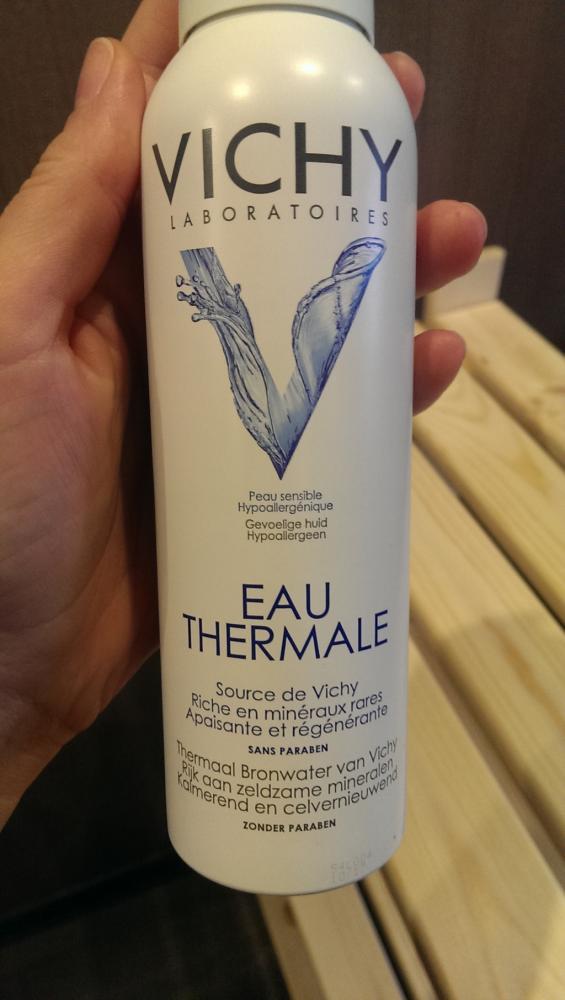 VICHY
LABORATOIRES
Peau sensible
Hypoallergénique
Gevoelige huid
Hypoallergeen
EAU
THERMALE
Source de Vichy
Riche en minéraux rares
Apaisante et régénérante
SANS PARABEN
Thermaal Bronwater van Vichy
Rijk aan zeldzame mineralen
Kalmerend en celvernieuwend
ZONDER PARABEN